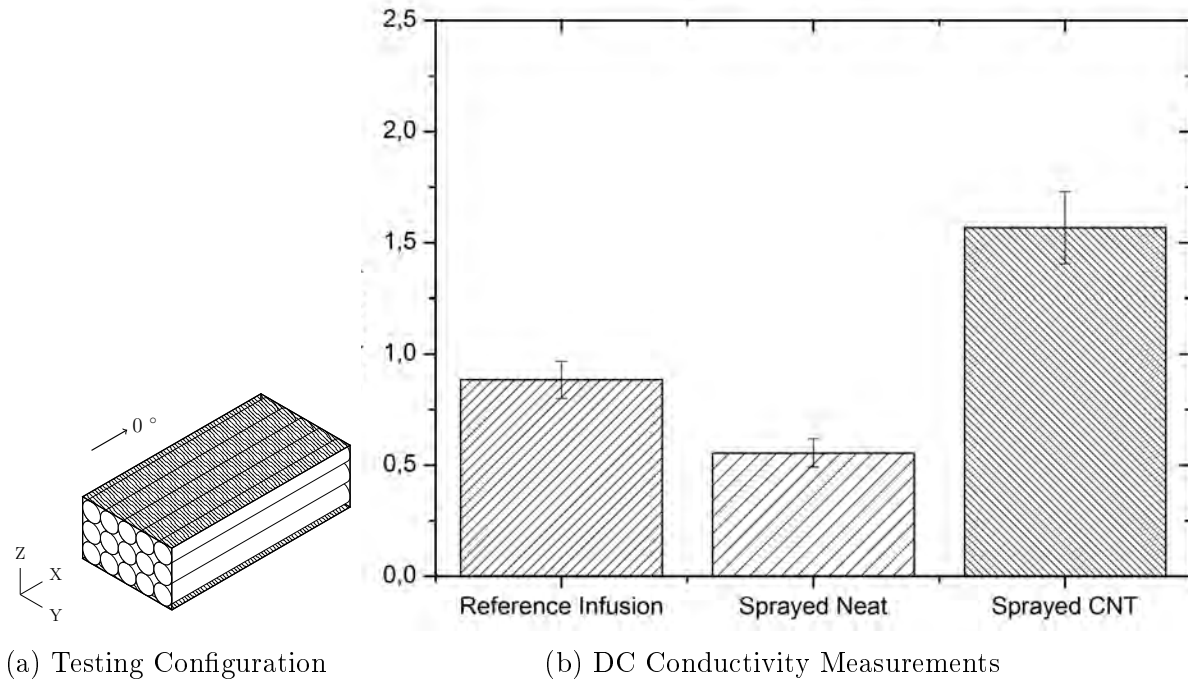 0 °
Z
X
Y
(a) Testing Configuration
2,5
2,0
1,5
1,0
0,5
0,0
Reference Infusion
Sprayed Neat
Sprayed CNT
(b) DC Conductivity Measurements